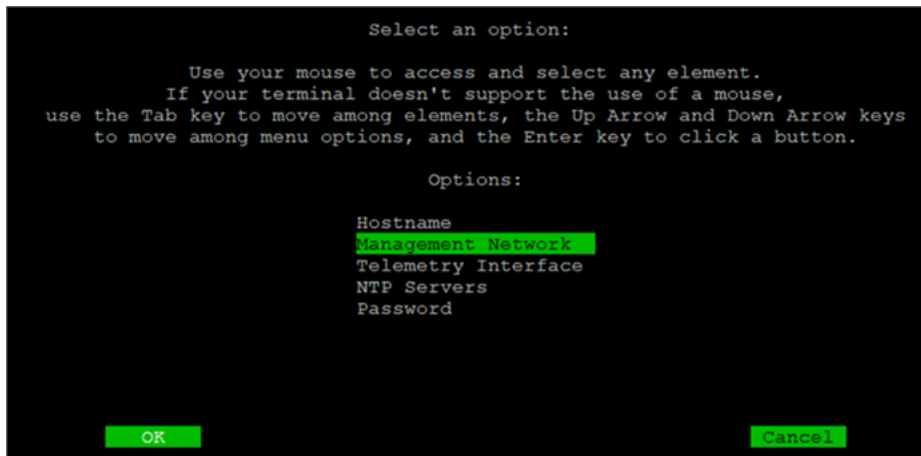 Select an option:
Use your mouse to access and select any element.
If your terminal doesn't support the use of a mouse,
use the Tab key to move among elements, the Up Arrow and Down Arrow keys
to move among menu options, and the Enter key to click a button.
Options:
Hostname
Management Network
Telemetry Interface
NTP Servers
Password
OK
Cancel